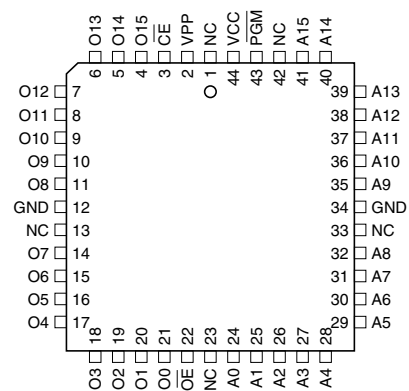 O13 O14 O15 C̅E̅ VPP NC VCC P̅G̅M̅ NC A15 A14
6 5 4 3 2 1 44 43 42 41 40
O12 7 39 A13
O11 8 38 A12
O10 9 37 A11
O9 10 36 A10
O8 11 35 A9
GND 12 34 GND
NC 13 33 NC
O7 14 32 A8
O6 15 31 A7
O5 16 30 A6
O4 17 29 A5
18 19 20 21 22 23 24 25 26 27 28
O3 O2 O1 O0 O̅E̅ NC A0 A1 A2 A3 A4